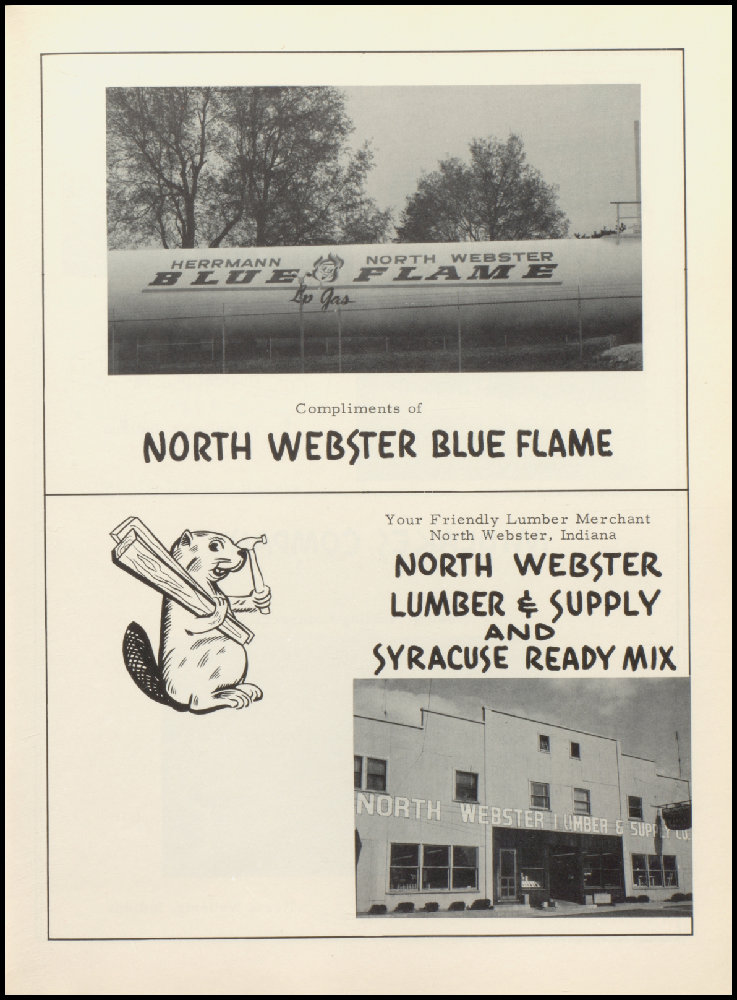 HERRMANN NORTH WEBSTER
BLUE FLAME
Lp Gas
Compliments of
NORTH WEBSTER BLUE FLAME
Your Friendly Lumber Merchant
North Webster, Indiana
NORTH WEBSTER
LUMBER & SUPPLY
AND
SYRACUSE READY MIX
NORTH WEBSTER LUMBER & SUPPLY CO.